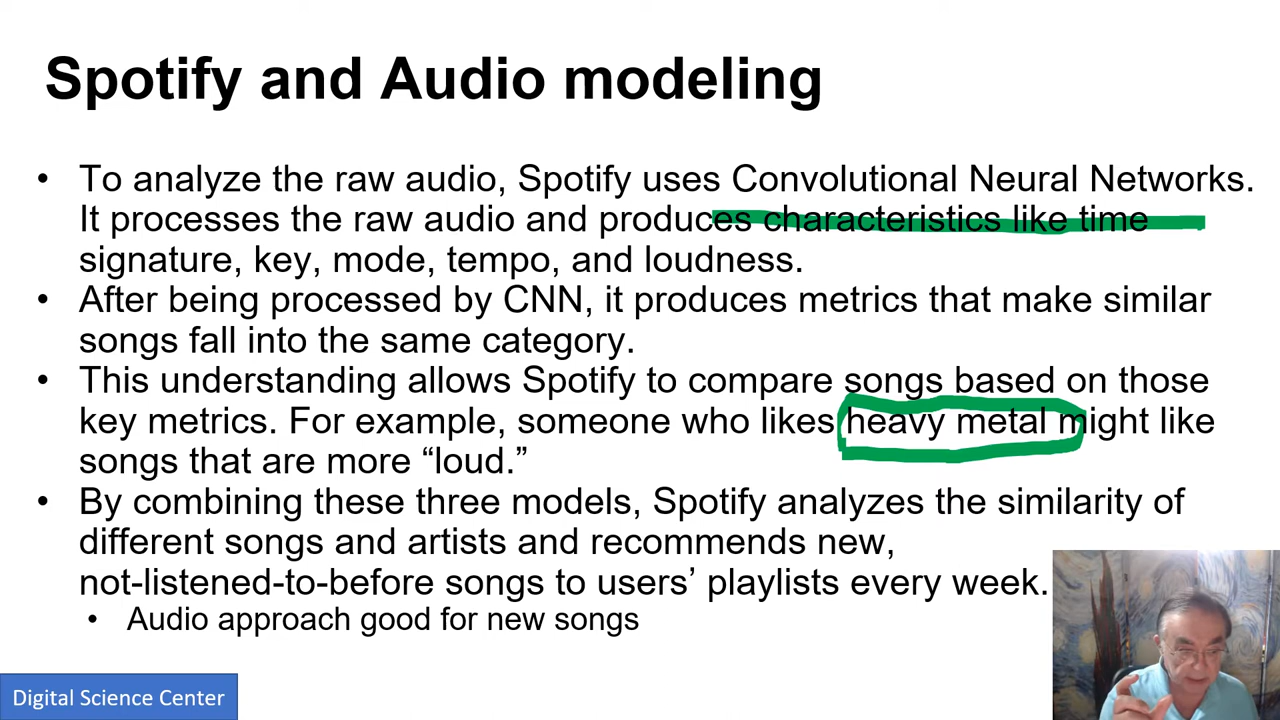 Spotify and Audio modeling
• To analyze the raw audio, Spotify uses Convolutional Neural Networks.
It processes the raw audio and produces characteristics like time
signature, key, mode, tempo, and loudness.
• After being processed by CNN, it produces metrics that make similar
songs fall into the same category.
• This understanding allows Spotify to compare songs based on those
key metrics. For example, someone who likes heavy metal might like
songs that are more “loud.”
• By combining these three models, Spotify analyzes the similarity of
different songs and artists and recommends new,
not-listened-to-before songs to users’ playlists every week.
• Audio approach good for new songs
Digital Science Center